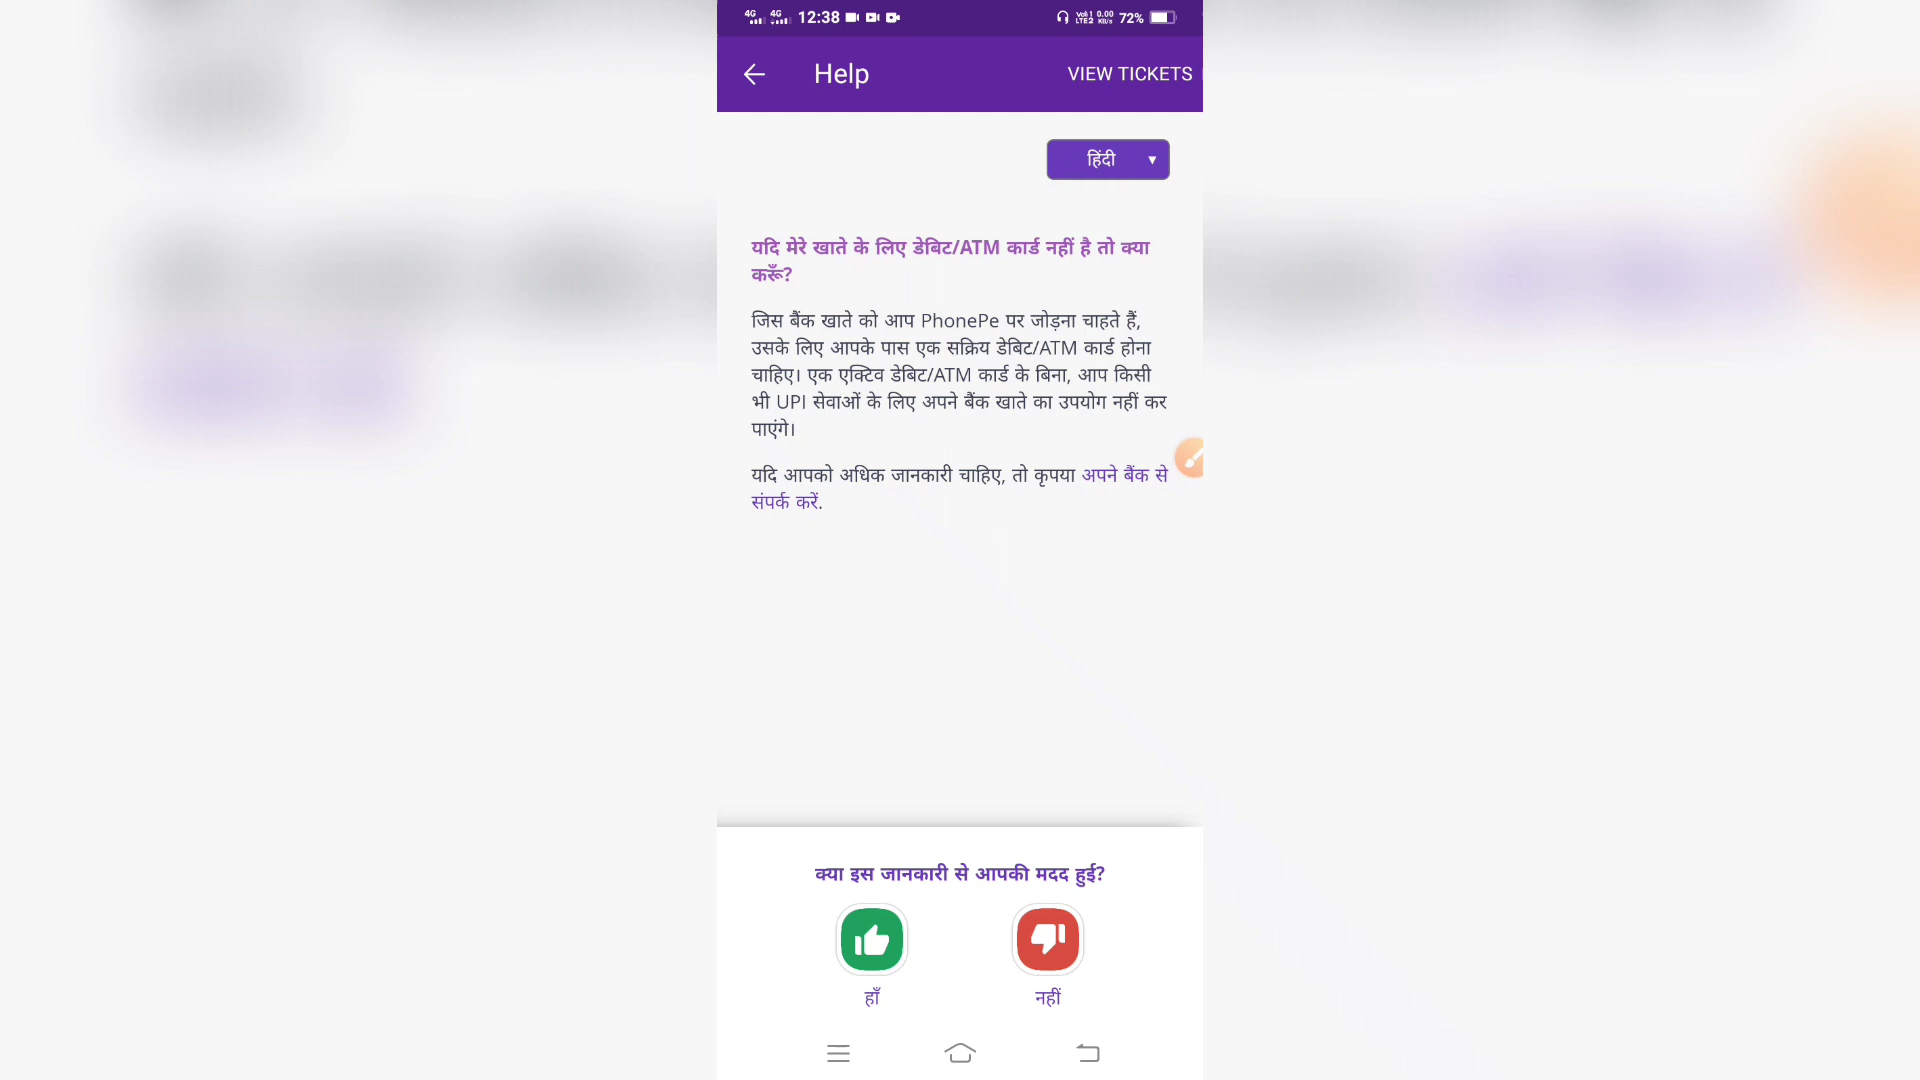 4G 4G 12:38 72%
Help VIEW TICKETS
हिंदी
यदि मेरे खाते के लिए डेबिट/ATM कार्ड नहीं है तो क्या
करूँ?
जिस बैंक खाते को आप PhonePe पर जोड़ना चाहते हैं,
उसके लिए आपके पास एक सक्रिय डेबिट/ATM कार्ड होना
चाहिए। एक एक्टिव डेबिट/ATM कार्ड के बिना, आप किसी
भी UPI सेवाओं के लिए अपने बैंक खाते का उपयोग नहीं कर
पाएंगे।
यदि आपको अधिक जानकारी चाहिए, तो कृपया अपने बैंक से
संपर्क करें.
क्या इस जानकारी से आपकी मदद हुई?
हाँ नहीं